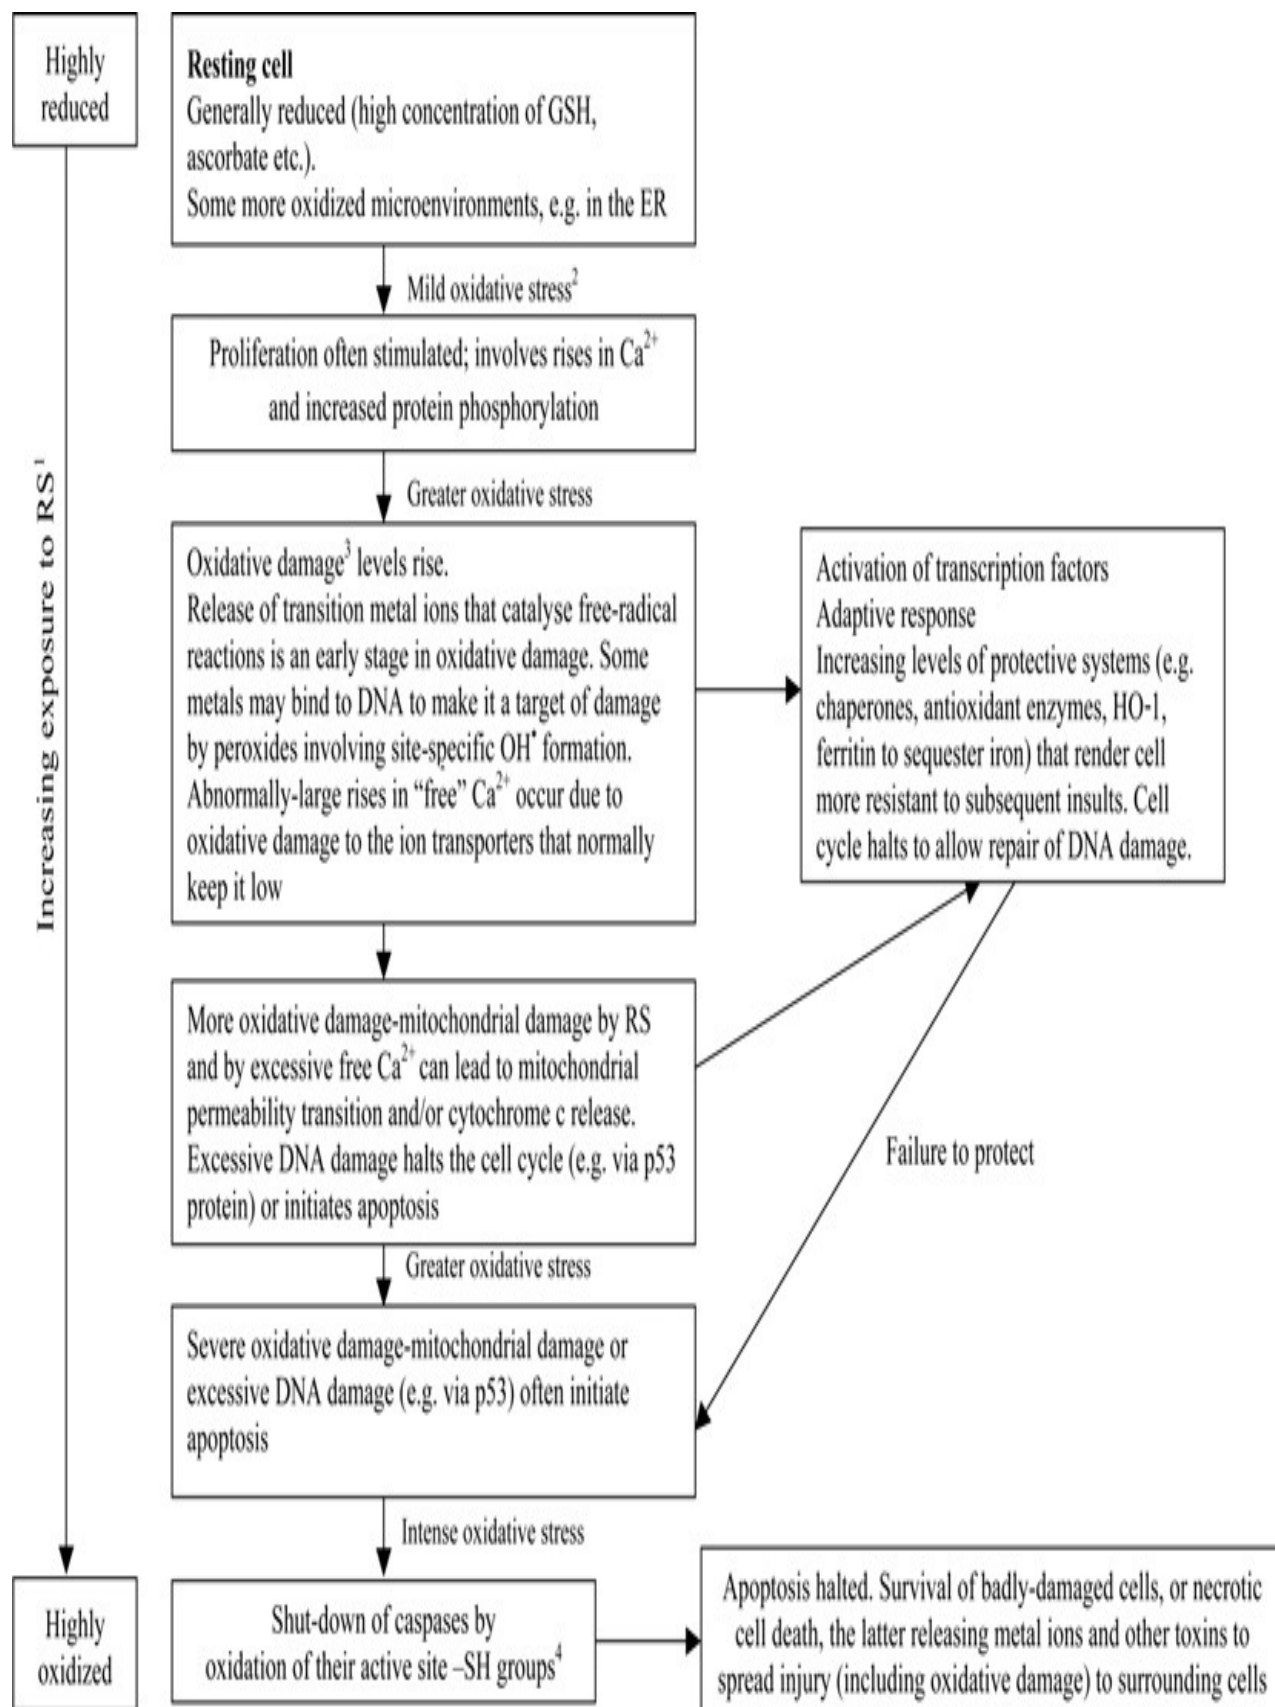 Highly
reduced
Resting cell
Generally reduced (high concentration of GSH,
ascorbate etc.).
Some more oxidized microenvironments, e.g. in the ER
Mild oxidative stress²
Proliferation often stimulated; involves rises in Ca²⁺
and increased protein phosphorylation
Greater oxidative stress
Increasing exposure to RS¹
Oxidative damage³ levels rise.
Release of transition metal ions that catalyse free-radical
reactions is an early stage in oxidative damage. Some
metals may bind to DNA to make it a target of damage
by peroxides involving site-specific OH• formation.
Abnormally-large rises in “free” Ca²⁺ occur due to
oxidative damage to the ion transporters that normally
keep it low
Activation of transcription factors
Adaptive response
Increasing levels of protective systems (e.g.
chaperones, antioxidant enzymes, HO-1,
ferritin to sequester iron) that render cell
more resistant to subsequent insults. Cell
cycle halts to allow repair of DNA damage.
More oxidative damage-mitochondrial damage by RS
and by excessive free Ca²⁺ can lead to mitochondrial
permeability transition and/or cytochrome c release.
Excessive DNA damage halts the cell cycle (e.g. via p53
protein) or initiates apoptosis
Failure to protect
Greater oxidative stress
Severe oxidative damage-mitochondrial damage or
excessive DNA damage (e.g. via p53) often initiate
apoptosis
Intense oxidative stress
Highly
oxidized
Shut-down of caspases by
oxidation of their active site –SH groups⁴
Apoptosis halted. Survival of badly-damaged cells, or necrotic
cell death, the latter releasing metal ions and other toxins to
spread injury (including oxidative damage) to surrounding cells